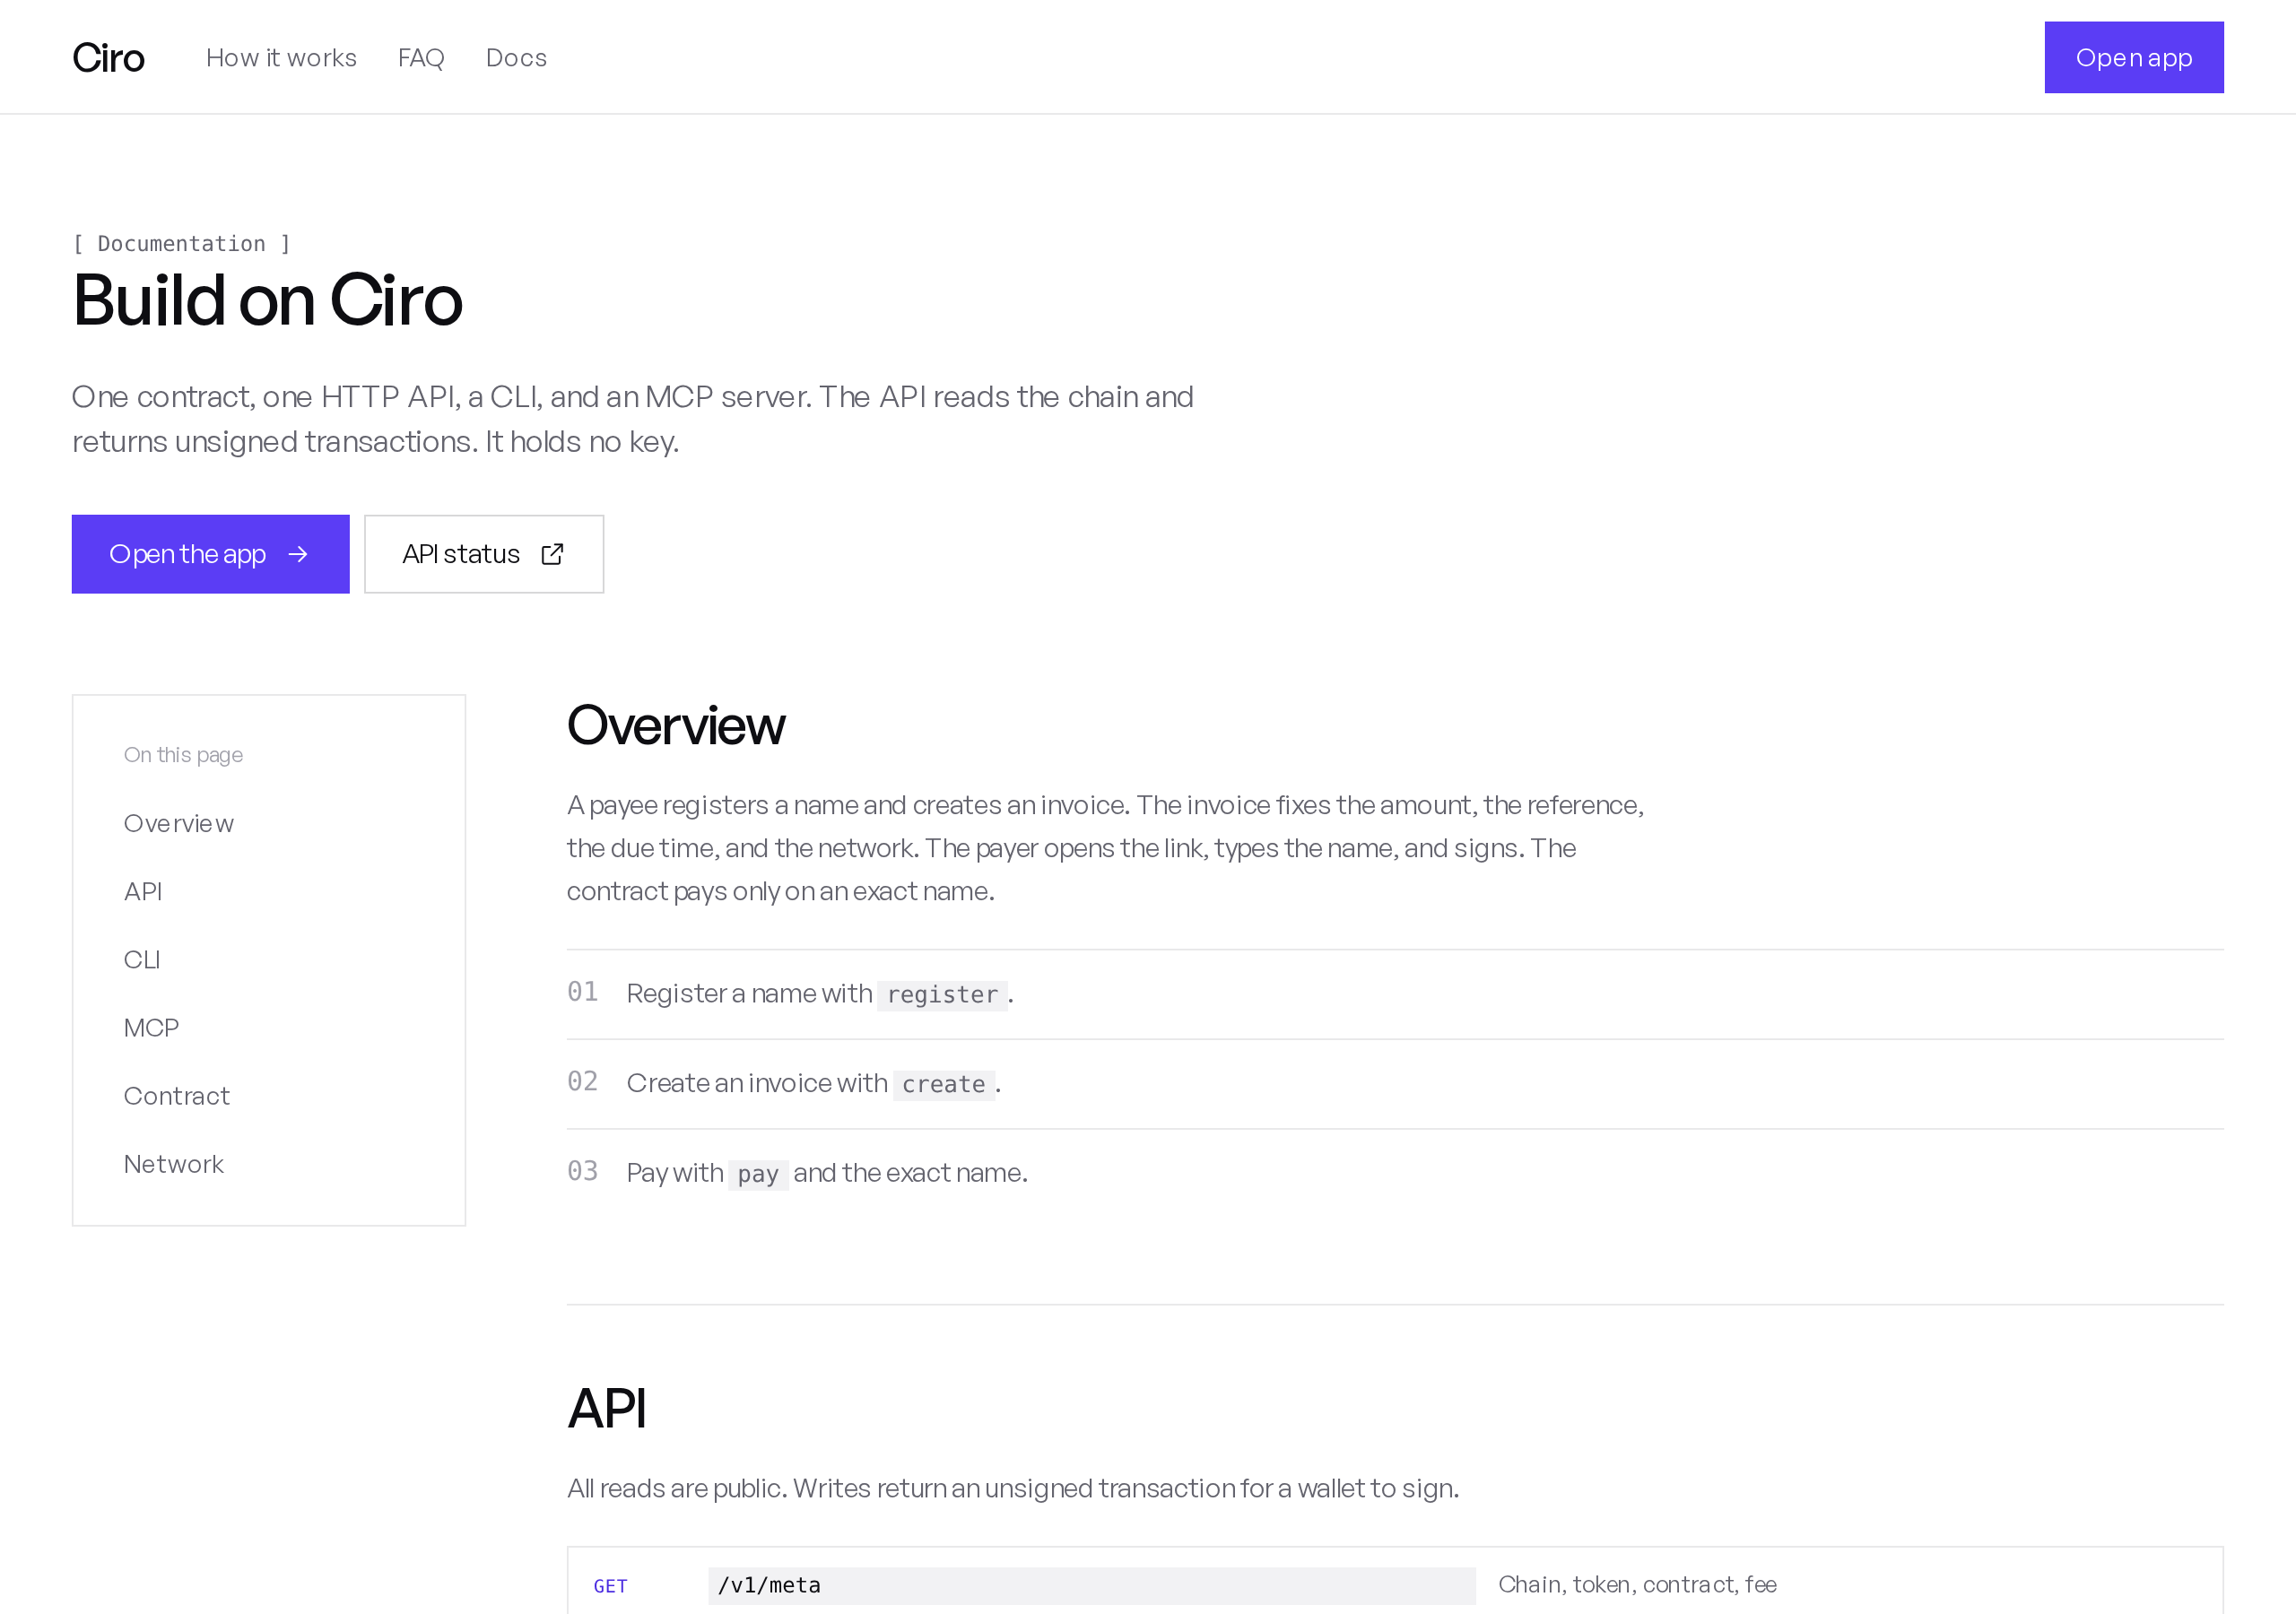 Ciro
How it works
FAQ
Docs
Open app
[ Documentation ]
Build on Ciro
One contract, one HTTP API, a CLI, and an MCP server. The API reads the chain and
returns unsigned transactions. It holds no key.
Open the app
API status
On this page
Overview
API
CLI
MCP
Contract
Network
Overview
A payee registers a name and creates an invoice. The invoice fixes the amount, the reference,
the due time, and the network. The payer opens the link, types the name, and signs. The
contract pays only on an exact name.
01 Register a name with register.
02 Create an invoice with create.
03 Pay with pay and the exact name.
API
All reads are public. Writes return an unsigned transaction for a wallet to sign.
GET /v1/meta Chain, token, contract, fee